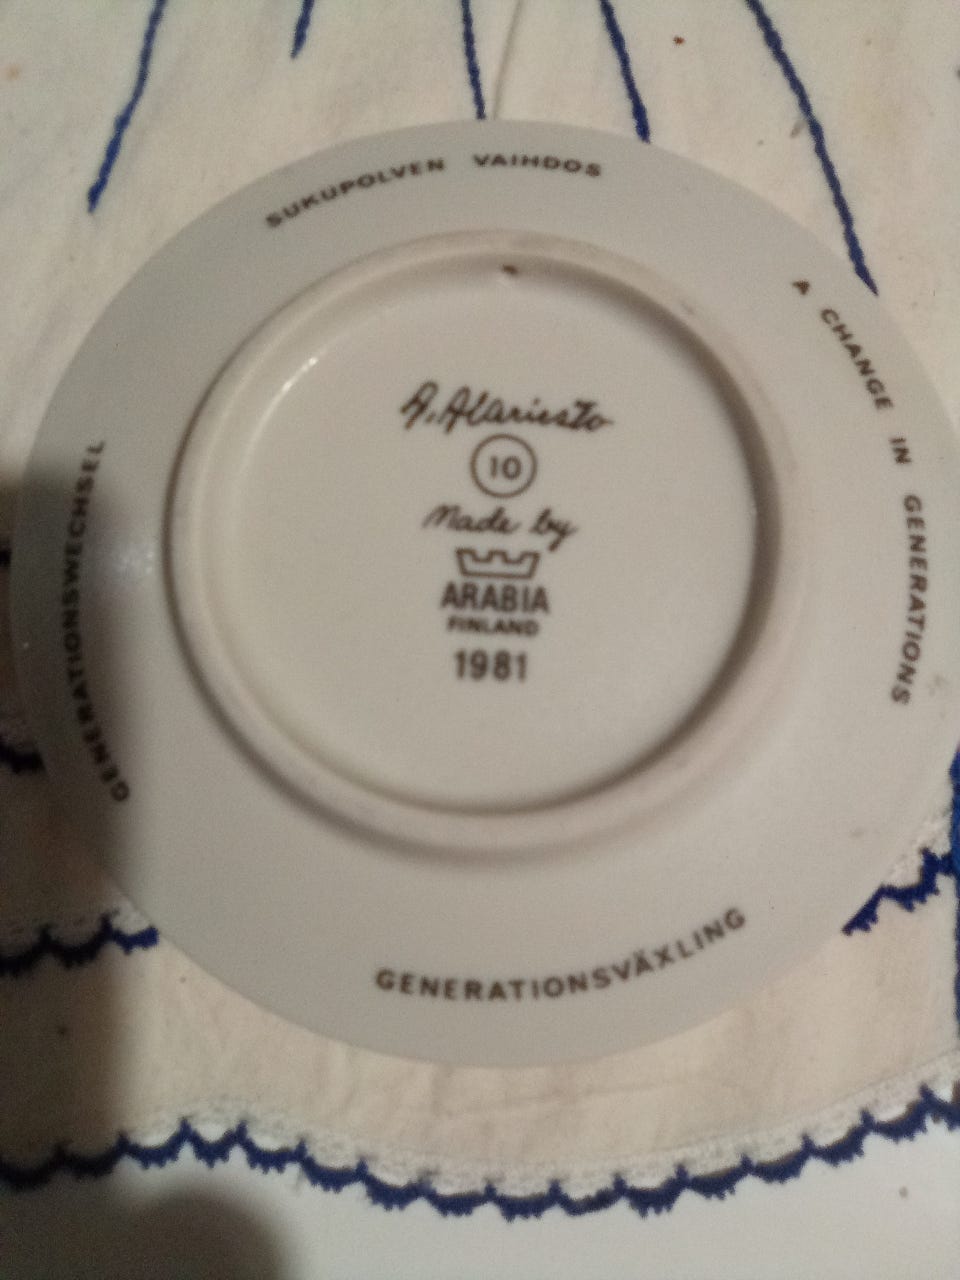 SUKUPOLVEN VAIHDOS
A CHANGE IN GENERATIONS
GENERATIONSVÄXLING
GENERATIONSWECHSEL
A. Alariesto
10
Made by
ARABIA
FINLAND
1981